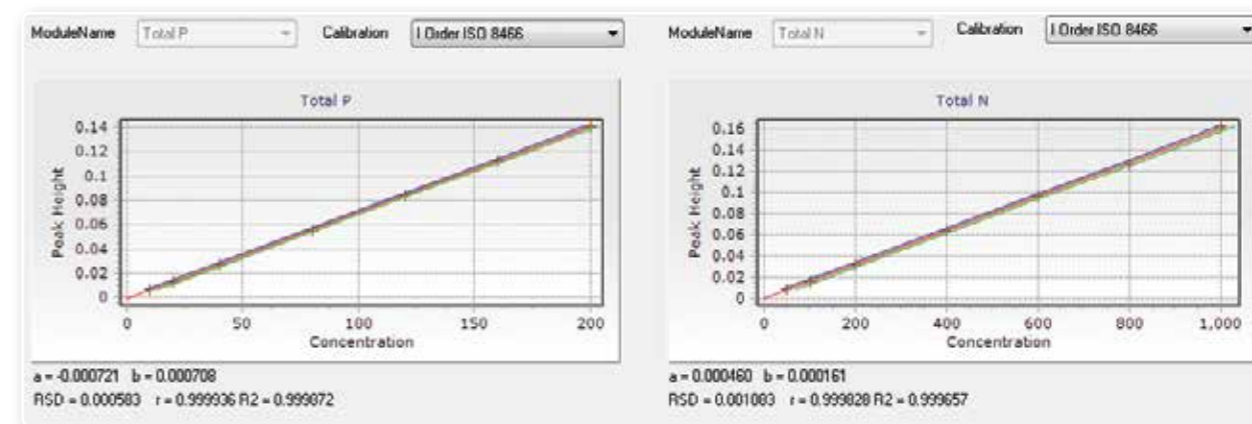 ModuleName Total P Calibration I Order ISO 8466
Total P
Peak Height
0.14
0.12
0.1
0.08
0.06
0.04
0.02
0
0 50 100 150 200
Concentration
a = -0.000721 b = 0.000708
RSD = 0.000583 r = 0.999936 R2 = 0.999872
ModuleName Total N Calibration I Order ISO 8466
Total N
Peak Height
0.16
0.14
0.12
0.1
0.08
0.06
0.04
0.02
0
0 200 400 600 800 1,000
Concentration
a = 0.000460 b = 0.000161
RSD = 0.001083 r = 0.999828 R2 = 0.999657